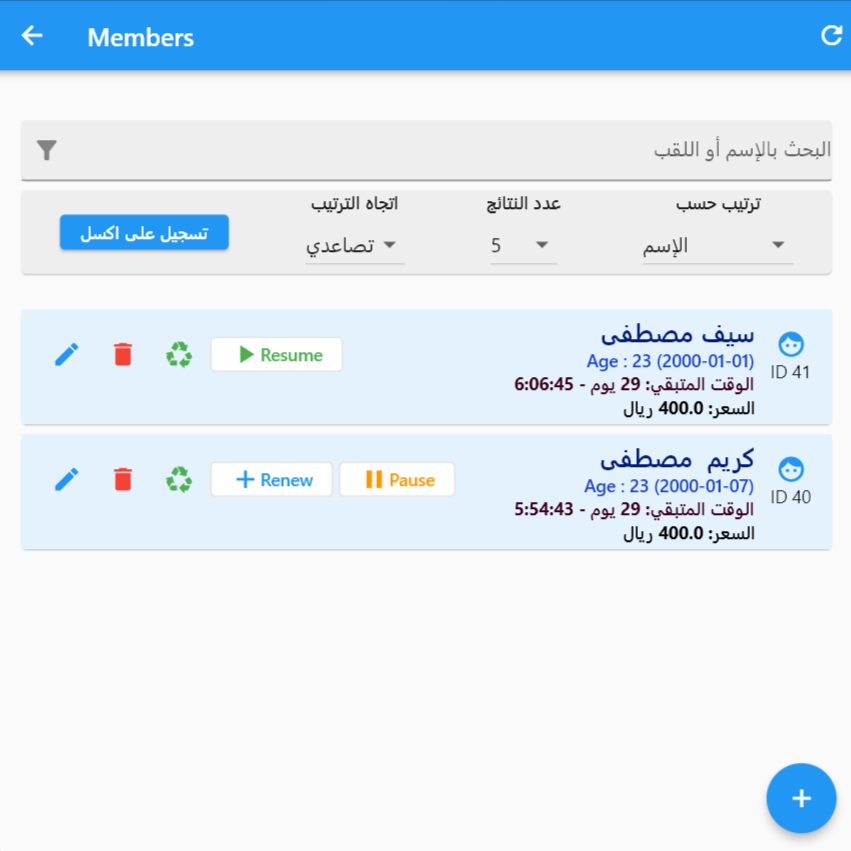 Members
البحث بالإسم أو اللقب
ترتيب حسب
الإسم
عدد النتائج
5
اتجاه الترتيب
تصاعدي
تسجيل على اكسل
سيف مصطفى
Age : 23 (2000-01-01)
الوقت المتبقي: 29 يوم - 6:06:45
السعر: 400.0 ريال
ID 41
Resume
كريم مصطفى
Age : 23 (2000-01-07)
الوقت المتبقي: 29 يوم - 5:54:43
السعر: 400.0 ريال
ID 40
Pause
Renew